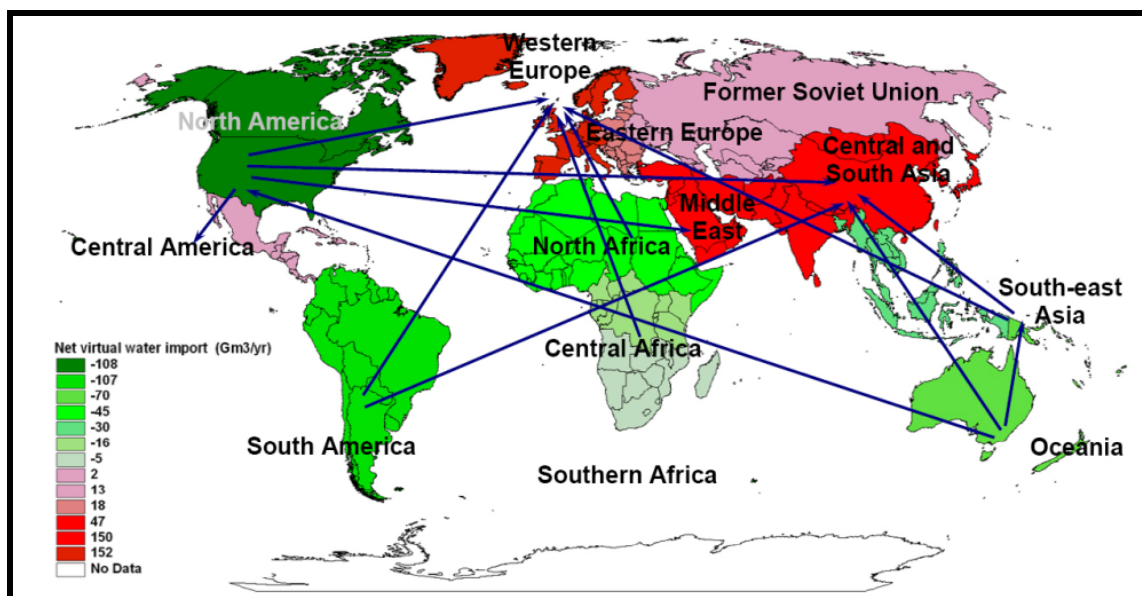 Western
Europe
Former Soviet Union
North America
Eastern Europe
Central and
South Asia
Middle
East
Central America
North Africa
South-east
Asia
Central Africa
South America
Oceania
Southern Africa
Net virtual water import (Gm3/yr)
-108
-107
-70
-45
-30
-16
-5
2
13
18
47
150
152
No Data